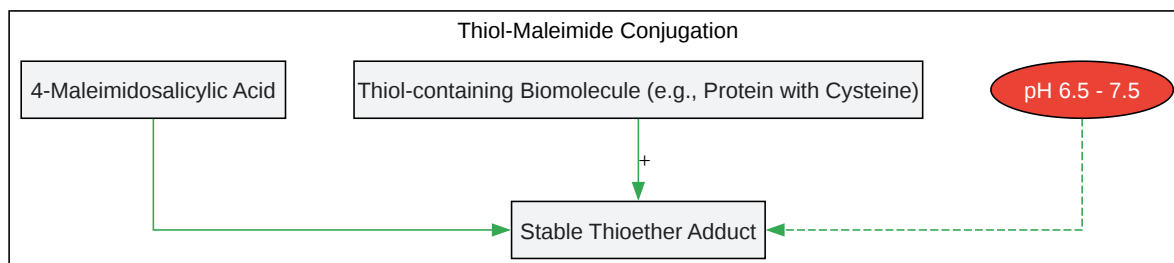 Thiol-Maleimide Conjugation
4-Maleimidosalicylic Acid
Thiol-containing Biomolecule (e.g., Protein with Cysteine)
pH 6.5 - 7.5
+
Stable Thioether Adduct